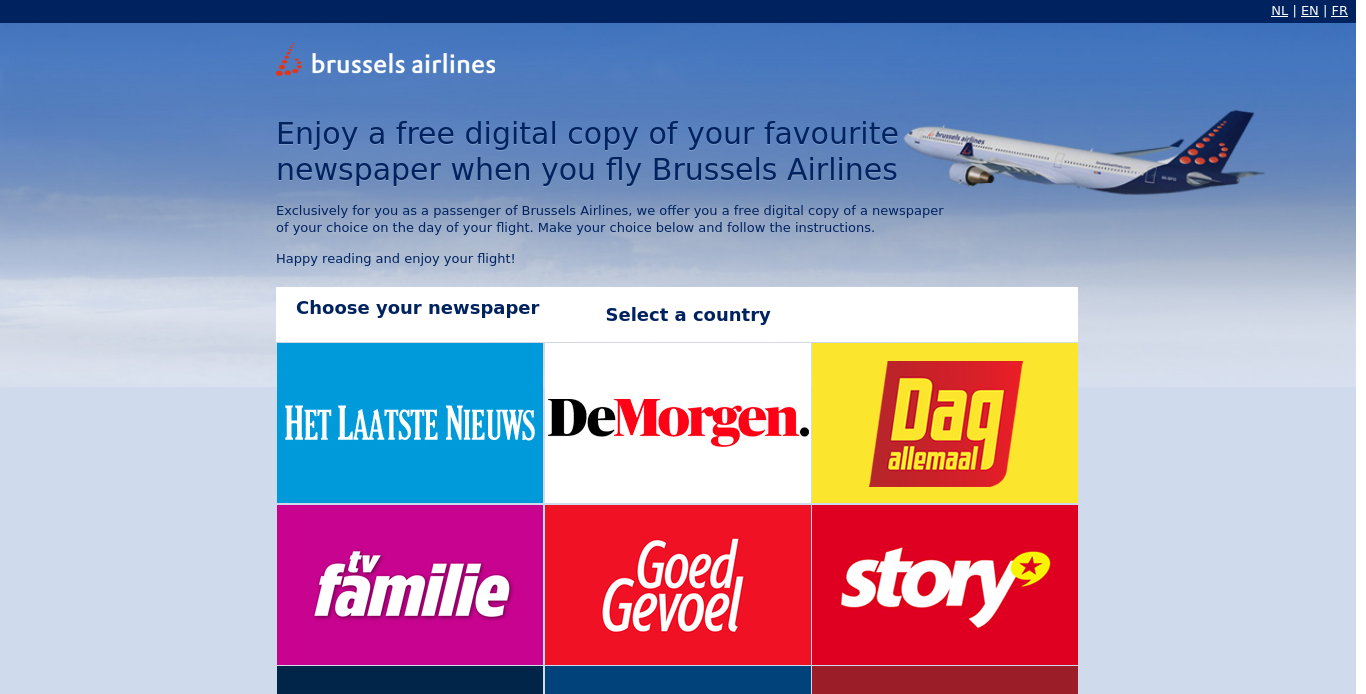 NL | EN | FR
brussels airlines
Enjoy a free digital copy of your favourite
newspaper when you fly Brussels Airlines
brussels airlines
Exclusively for you as a passenger of Brussels Airlines, we offer you a free digital copy of a newspaper
of your choice on the day of your flight. Make your choice below and follow the instructions.
Happy reading and enjoy your flight!
Choose your newspaper
Select a country
HET LAATSTE NIEUWS
DeMorgen.
Dag
allemaal
tv
familie
Goed
Gevoel
story